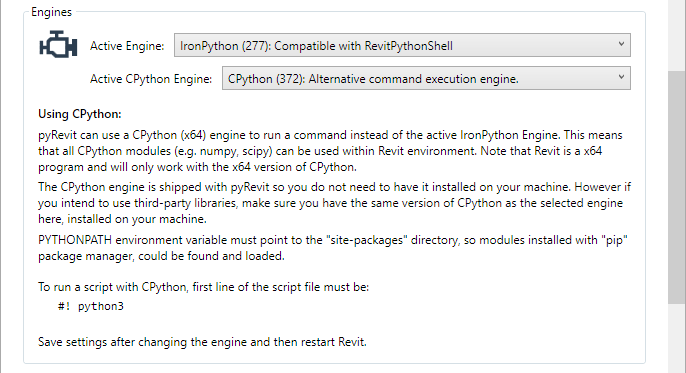 Engines
Active Engine: IronPython (277): Compatible with RevitPythonShell
Active CPython Engine: CPython (372): Alternative command execution engine.
Using CPython:
pyRevit can use a CPython (x64) engine to run a command instead of the active IronPython Engine. This means
that all CPython modules (e.g. numpy, scipy) can be used within Revit environment. Note that Revit is a x64
program and will only work with the x64 version of CPython.
The CPython engine is shipped with pyRevit so you do not need to have it installed on your machine. However if
you intend to use third-party libraries, make sure you have the same version of CPython as the selected engine
here, installed on your machine.
PYTHONPATH environment variable must point to the "site-packages" directory, so modules installed with "pip"
package manager, could be found and loaded.
To run a script with CPython, first line of the script file must be:
#! python3
Save settings after changing the engine and then restart Revit.